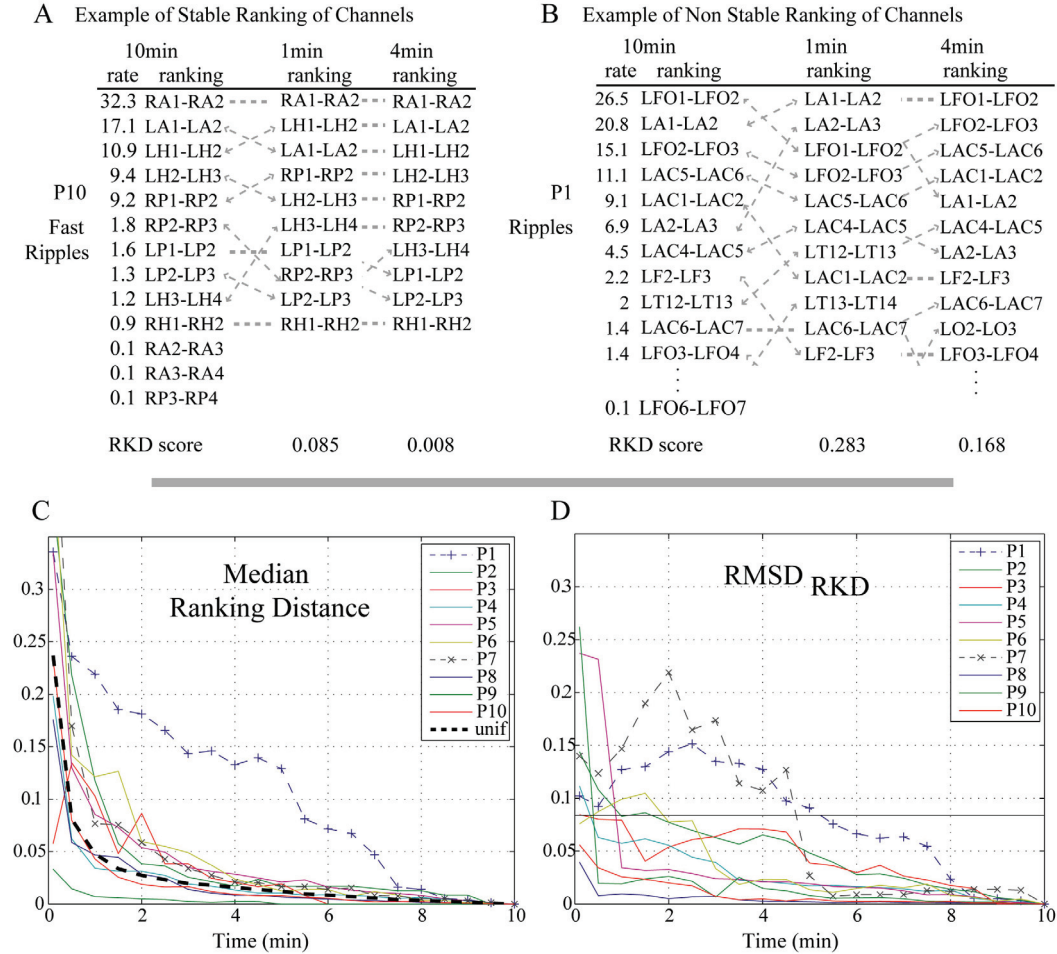 A Example of Stable Ranking of Channels
10min 1min 4min
rate ranking ranking ranking
32.3 RA1-RA2 RA1-RA2 RA1-RA2
17.1 LA1-LA2 LH1-LH2 LA1-LA2
10.9 LH1-LH2 LA1-LA2 LH1-LH2
9.4 LH2-LH3 RP1-RP2 LH2-LH3
P10
9.2 RP1-RP2 LH2-LH3 RP1-RP2
Fast
1.8 RP2-RP3 LH3-LH4 RP2-RP3
Ripples
1.6 LP1-LP2 LP1-LP2 LH3-LH4
1.3 LP2-LP3 RP2-RP3 LP1-LP2
1.2 LH3-LH4 LP2-LP3 LP2-LP3
0.9 RH1-RH2 RH1-RH2 RH1-RH2
0.1 RA2-RA3
0.1 RA3-RA4
0.1 RP3-RP4
RKD score 0.085 0.008
B Example of Non Stable Ranking of Channels
10min 1min 4min
rate ranking ranking ranking
26.5 LFO1-LFO2 LA1-LA2 LFO1-LFO2
20.8 LA1-LA2 LA2-LA3 LFO2-LFO3
15.1 LFO2-LFO3 LFO1-LFO2 LAC5-LAC6
11.1 LAC5-LAC6 LFO2-LFO3 LAC1-LAC2
P1
9.1 LAC1-LAC2 LAC5-LAC6 LA1-LA2
Ripples
6.9 LA2-LA3 LAC4-LAC5 LAC4-LAC5
4.5 LAC4-LAC5 LT12-LT13 LA2-LA3
2.2 LF2-LF3 LAC1-LAC2 LF2-LF3
2 LT12-LT13 LT13-LT14 LAC6-LAC7
1.4 LAC6-LAC7 LAC6-LAC7 LO2-LO3
1.4 LFO3-LFO4 LF2-LF3 LFO3-LFO4
0.1 LFO6-LFO7
RKD score 0.283 0.168
C
Median
Ranking Distance
P1
P2
P3
P4
P5
P6
P7
P8
P9
P10
unif
0.3
0.25
0.2
0.15
0.1
0.05
0
0 2 4 6 8 10
Time (min)
D
RMSD RKD
P1
P2
P3
P4
P5
P6
P7
P8
P9
P10
0.3
0.25
0.2
0.15
0.1
0.05
0
0 2 4 6 8 10
Time (min)